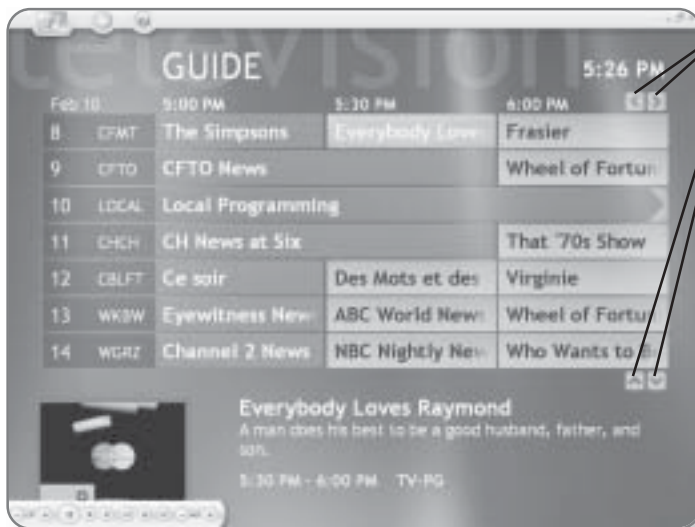 television
GUIDE 5:26 PM
Feb 10 5:00 PM 5:30 PM 6:00 PM
8 CFMT The Simpsons Everybody Love Frasier
9 CFTO CFTO News Wheel of Fortun
10 LOCAL Local Programming
11 CHCH CH News at Six That '70s Show
12 CBLFT Ce soir Des Mots et des Virginie
13 WKBW Eyewitness New ABC World News Wheel of Fortun
14 WGRZ Channel 2 News NBC Nightly New Who Wants to B
Everybody Loves Raymond
A man does his best to be a good husband, father, and
son.
5:30 PM - 6:00 PM TV-PG